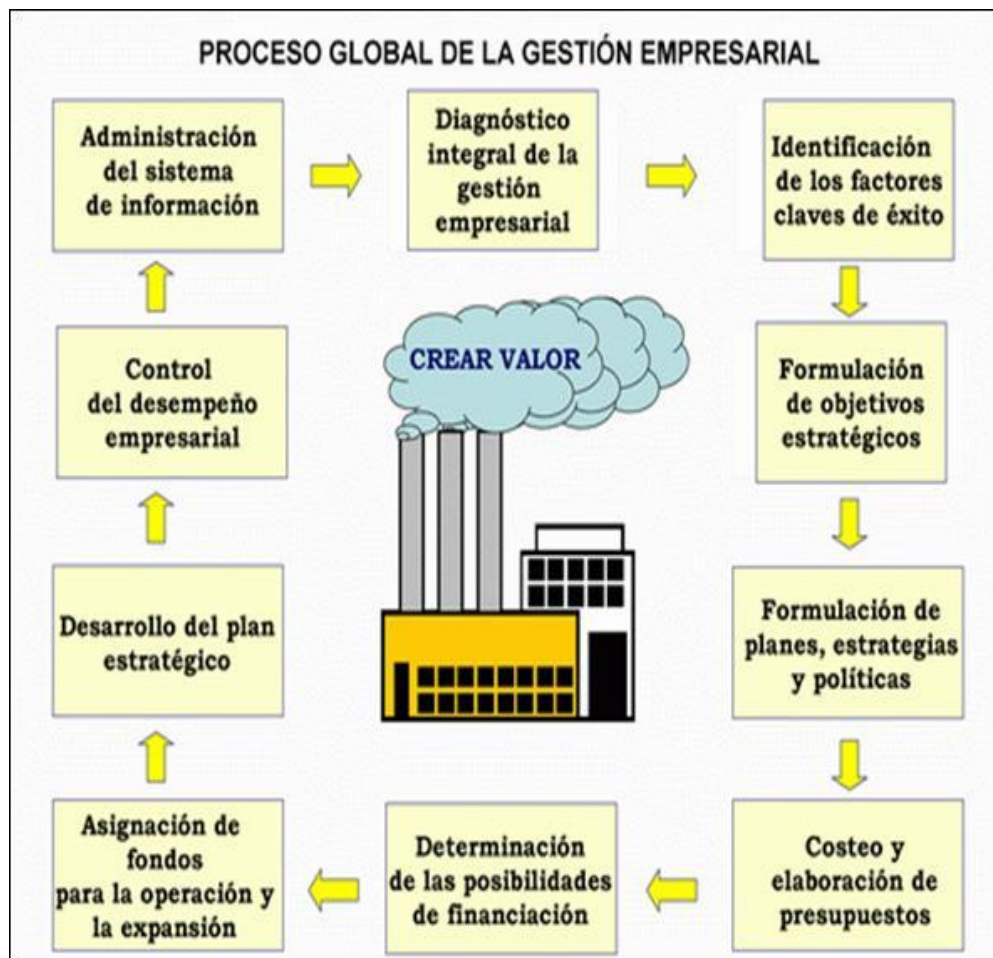 PROCESO GLOBAL DE LA GESTIÓN EMPRESARIAL
Administración
del sistema
de información
Diagnóstico
integral de la
gestión
empresarial
Identificación
de los factores
claves de éxito
Formulación
de objetivos
estratégicos
Formulación de
planes, estrategias
y políticas
Costeo y
elaboración de
presupuestos
Determinación
de las posibilidades
de financiación
Asignación de
fondos
para la operación y
la expansión
Desarrollo del plan
estratégico
Control
del desempeño
empresarial
CREAR VALOR